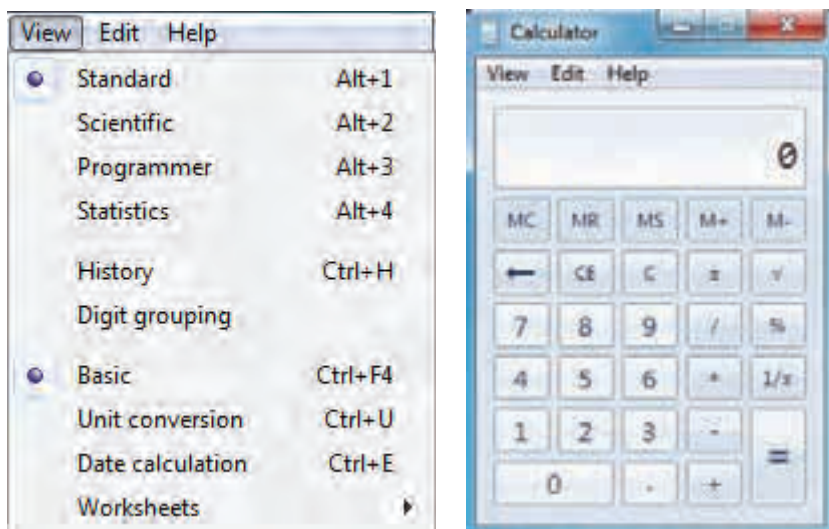 View Edit Help
Standard Alt+1
Scientific Alt+2
Programmer Alt+3
Statistics Alt+4
History Ctrl+H
Digit grouping
Basic Ctrl+F4
Unit conversion Ctrl+U
Date calculation Ctrl+E
Worksheets
Calculator
View Edit Help
0
MC MR MS M+ M-
← CE C ± √
7 8 9 / %
4 5 6 * 1/x
1 2 3 - =
0 . +